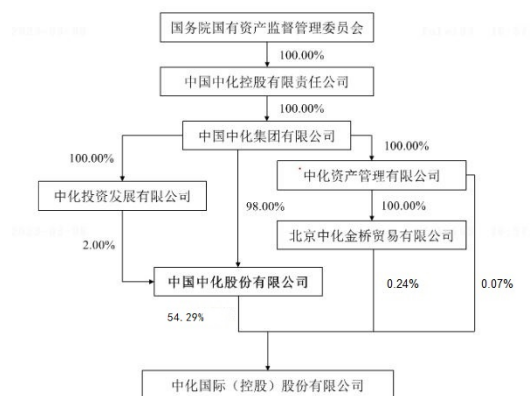 国务院国有资产监督管理委员会
100.00%
中国中化控股有限责任公司
100.00%
中国中化集团有限公司
100.00%
100.00%
中化资产管理有限公司
中化投资发展有限公司
98.00%
100.00%
北京中化金桥贸易有限公司
2.00%
中国中化股份有限公司
0.24%
0.07%
54.29%
中化国际（控股）股份有限公司